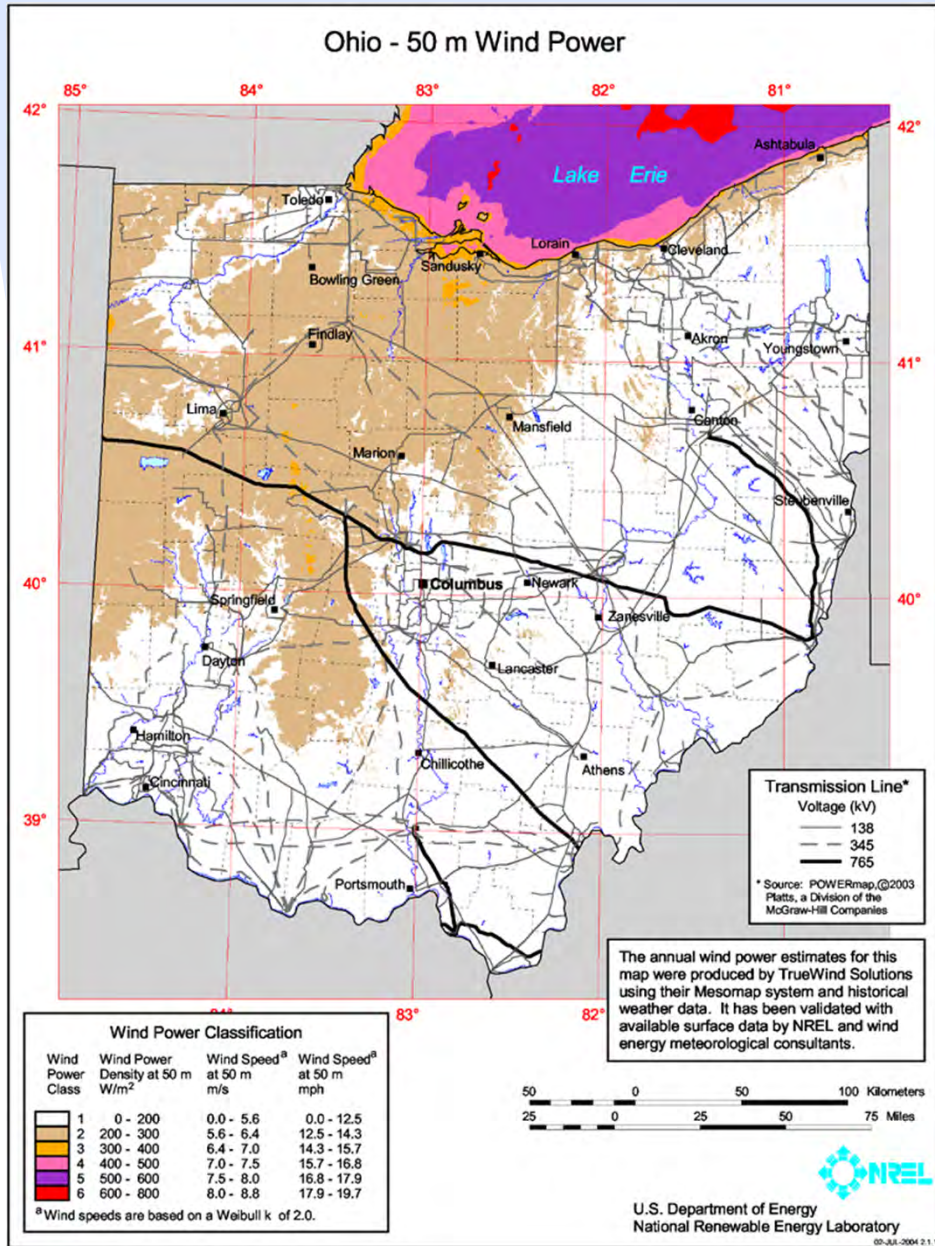 Ohio - 50 m Wind Power
85° 84° 83° 82° 81°
42° 42°
Ashtabula
Lake Erie
Toledo
Lorain
Cleveland
Sandusky
Bowling Green
Findlay
Akron
Youngstown
41° 41°
Lima
Mansfield
Canton
Marion
Steubenville
Columbus
Newark
40° 40°
Springfield
Zanesville
Dayton
Lancaster
Hamilton
Chillicothe
Athens
Cincinnati
39°
Portsmouth
83° 82°
Transmission Line*
Voltage (kV)
138
345
765
* Source: POWERmap,©2003
Platts, a Division of the
McGraw-Hill Companies
The annual wind power estimates for this
map were produced by TrueWind Solutions
using their Mesomap system and historical
weather data. It has been validated with
available surface data by NREL and wind
energy meteorological consultants.
Wind Power Classification
Wind Wind Power Wind Speedª Wind Speedª
Power Density at 50 m at 50 m at 50 m
Class W/m² m/s mph
1 0 - 200 0.0 - 5.6 0.0 - 12.5
2 200 - 300 5.6 - 6.4 12.5 - 14.3
3 300 - 400 6.4 - 7.0 14.3 - 15.7
4 400 - 500 7.0 - 7.5 15.7 - 16.8
5 500 - 600 7.5 - 8.0 16.8 - 17.9
6 600 - 800 8.0 - 8.8 17.9 - 19.7
ª Wind speeds are based on a Weibull k of 2.0.
50 0 50 100 Kilometers
25 0 25 50 75 Miles
NREL
U.S. Department of Energy
National Renewable Energy Laboratory
02-JUL-2004 2.1.1